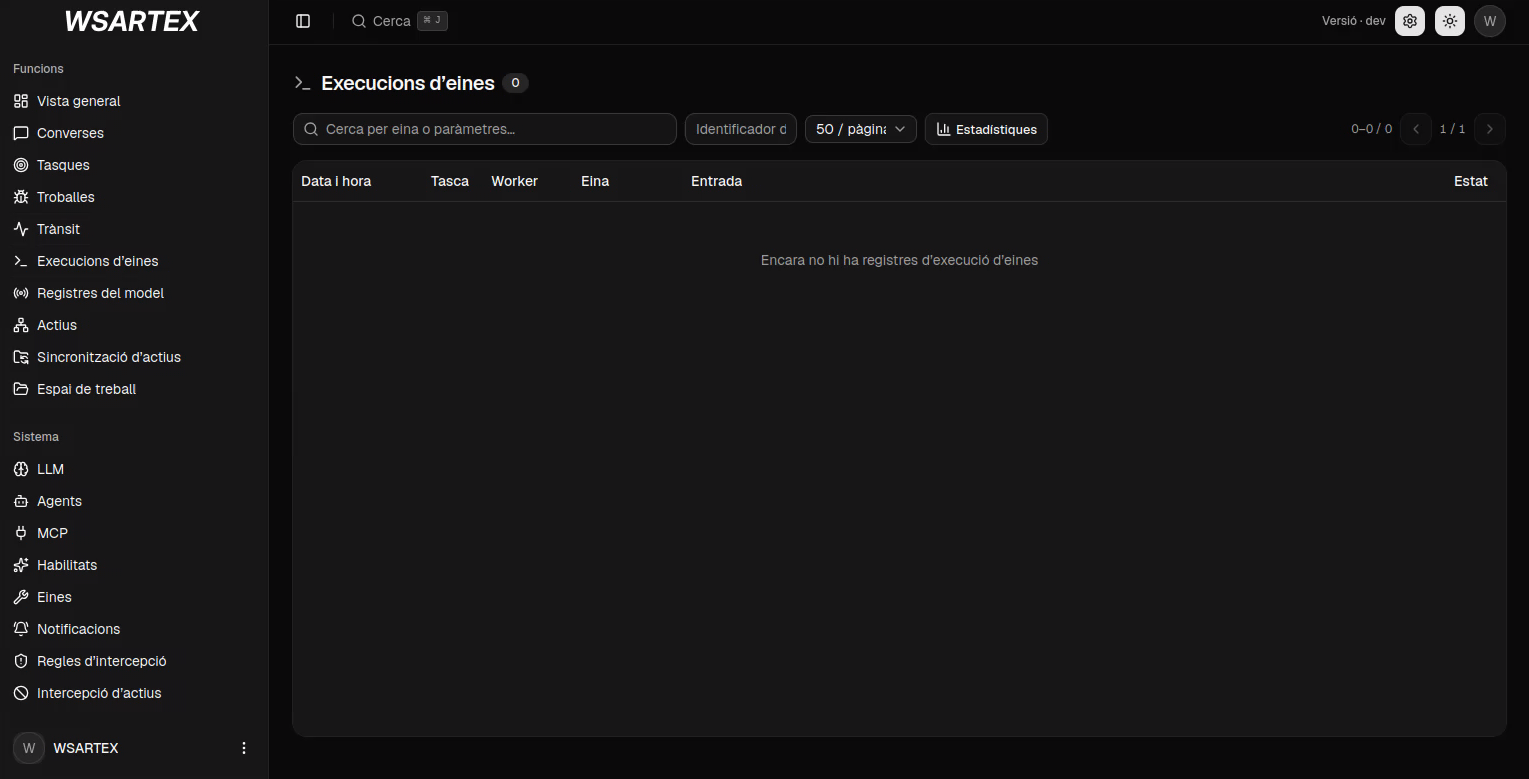 WSARTEX
Funcions
Vista general
Converses
Tasques
Troballes
Trànsit
Execucions d'eines
Registres del model
Actius
Sincronització d'actius
Espai de treball
Sistema
LLM
Agents
MCP
Habilitats
Eines
Notificacions
Regles d'intercepció
Intercepció d'actius
W WSARTEX
Cerca ⌘ J
Versió · dev W
Execucions d'eines 0
Cerca per eina o paràmetres... Identificador d 50 / pàgina Estadístiques 0–0 / 0 1 / 1
Data i hora Tasca Worker Eina Entrada Estat
Encara no hi ha registres d'execució d'eines